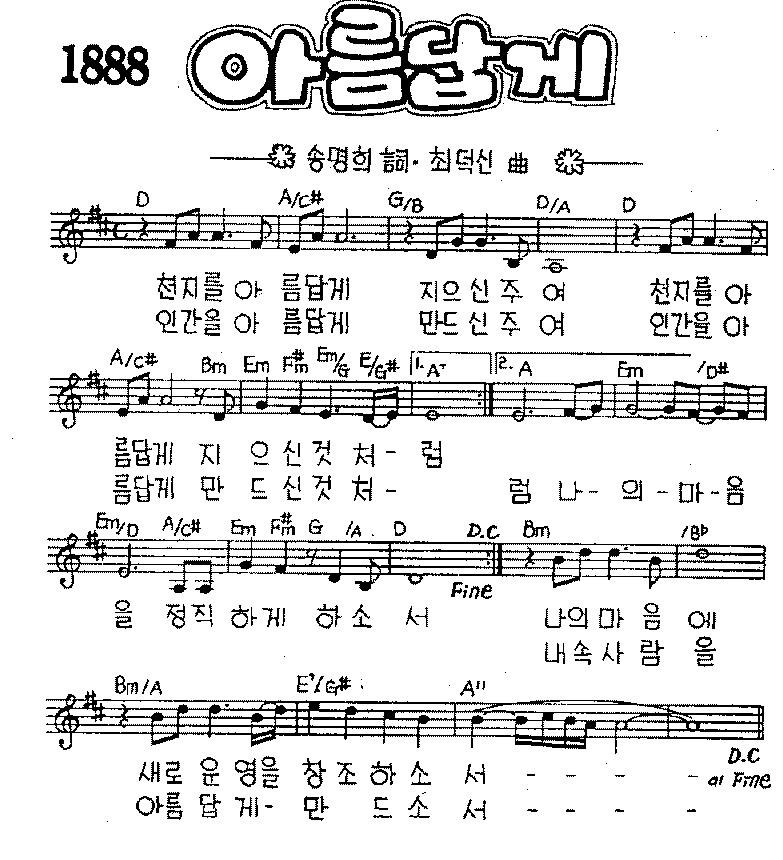 1888 아름답게
송명희 詞·최덕신 曲
D A/C# G/B D/A D
천지를 아 름답게 지으신 주 여 천지를 아
인간을 아 름답게 만드신 주 여 인간을 아
A/C# Bm Em F#m Em/G E/G# 1. A7 2. A Em /D#
름답게 지 으신것 처- 럼
름답게 만 드신것 처- 럼 나- 의-마-음
Em/D A/C# Em F#m G /A D D.C Bm /B♭
Fine
을 정직 하게 하소 서 나의마 음 에
내속사 람 을
Bm/A E7/G# A11
D.C
새로 운 영을 창조하소 서 - - - - al Fine
아름 답 게- 만 드소 서 - - - -